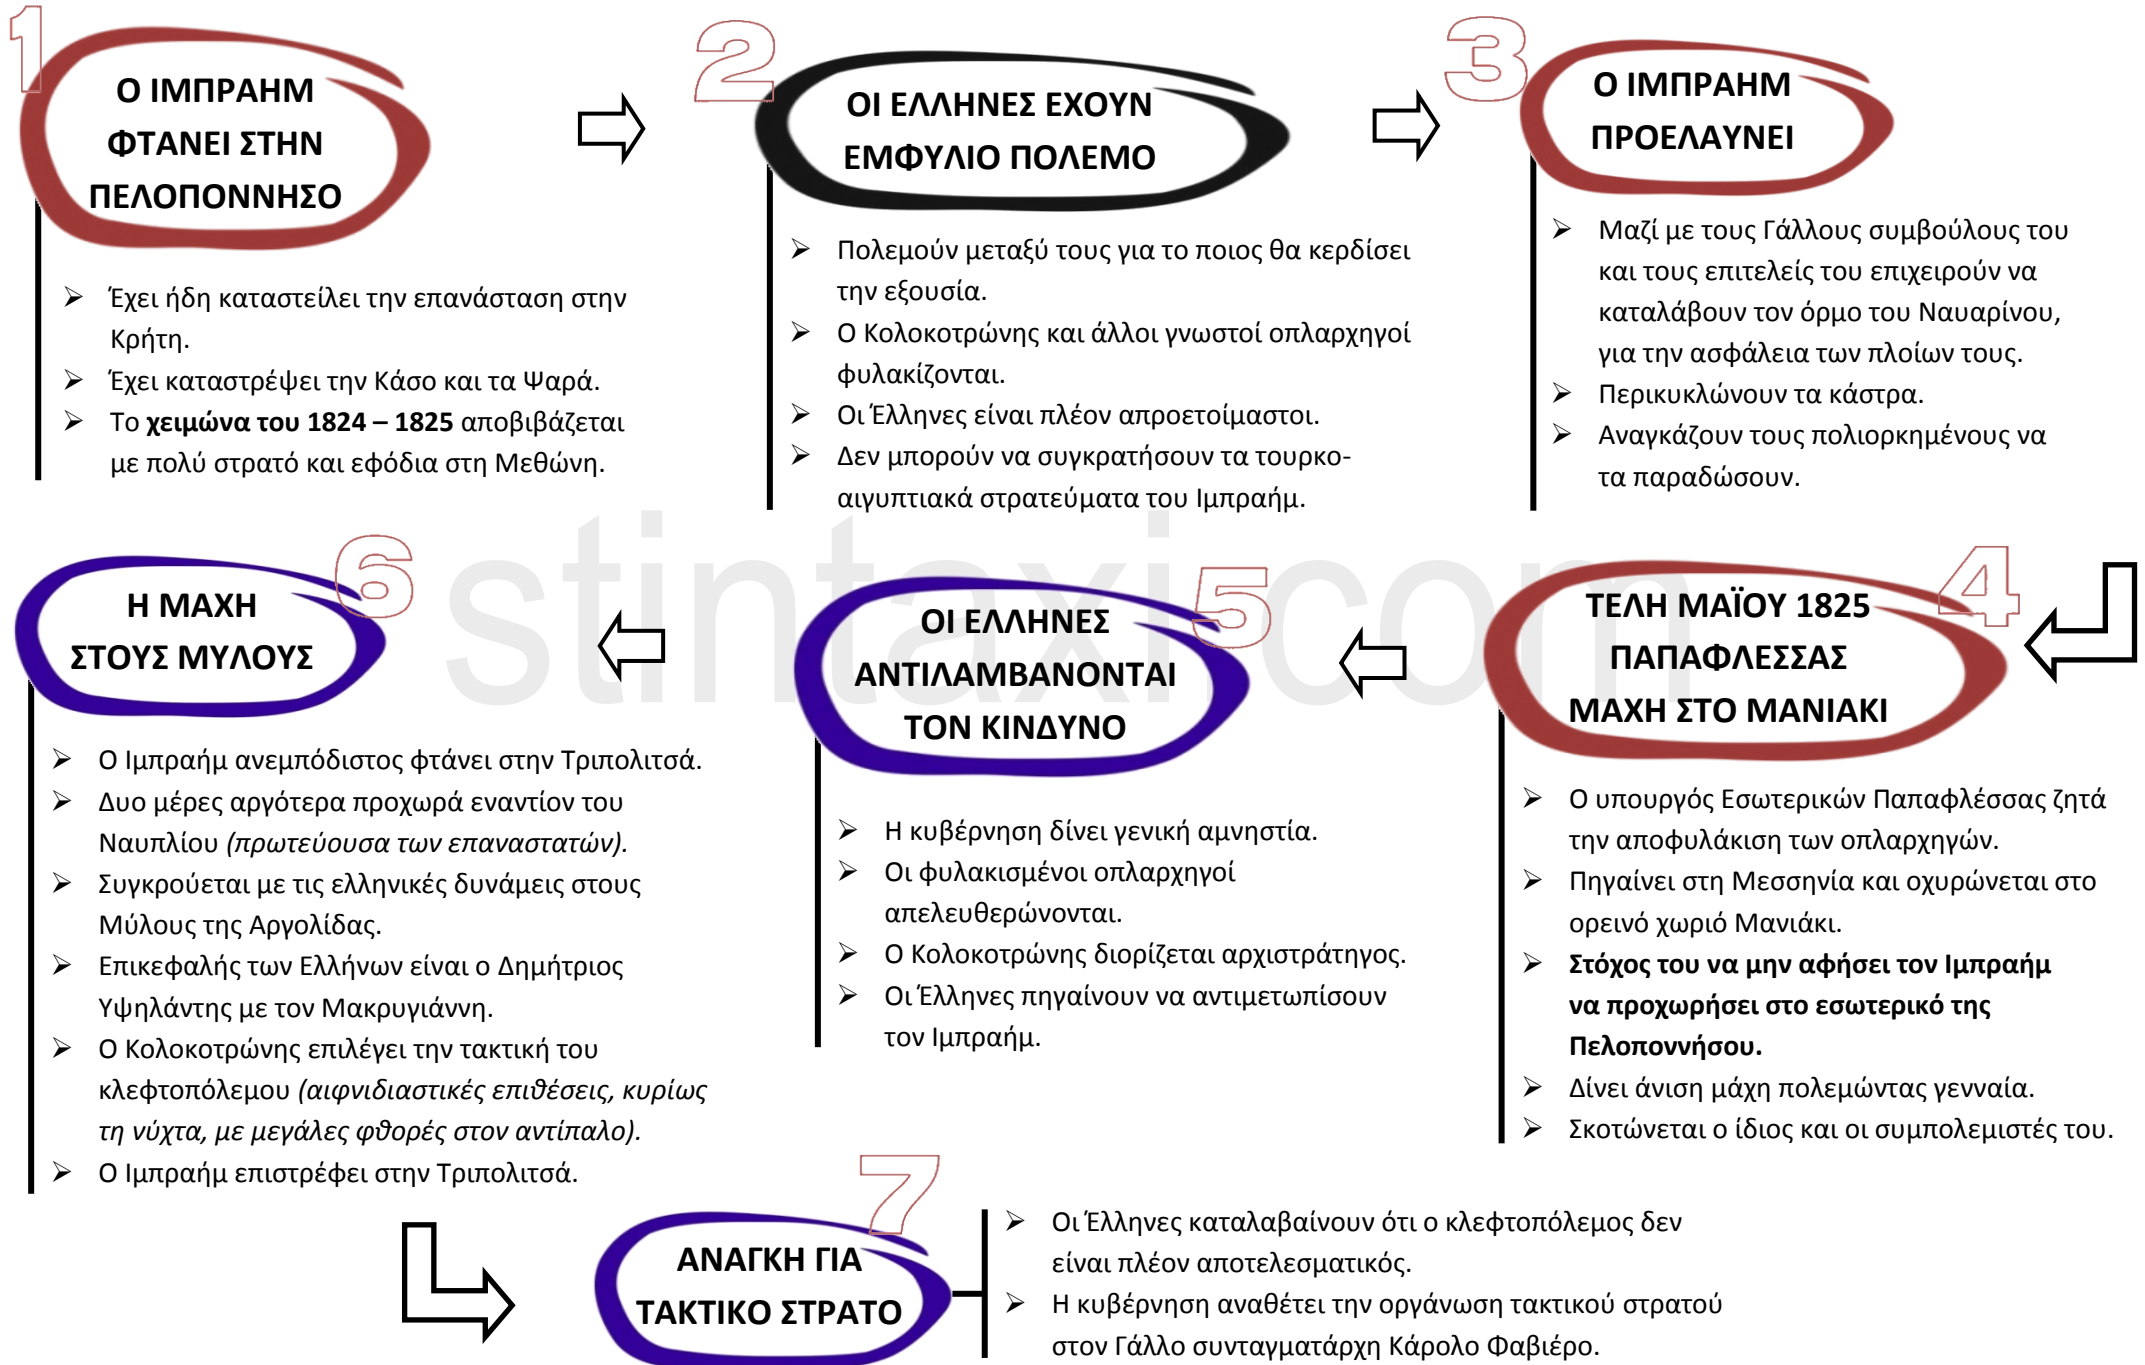 1
Ο ΙΜΠΡΑΗΜ
ΦΤΑΝΕΙ ΣΤΗΝ
ΠΕΛΟΠΟΝΝΗΣΟ
➢ Έχει ήδη καταστείλει την επανάσταση στην
Κρήτη.
➢ Έχει καταστρέψει την Κάσο και τα Ψαρά.
➢ Το χειμώνα του 1824 – 1825 αποβιβάζεται
με πολύ στρατό και εφόδια στη Μεθώνη.
2
ΟΙ ΕΛΛΗΝΕΣ ΕΧΟΥΝ
ΕΜΦΥΛΙΟ ΠΟΛΕΜΟ
➢ Πολεμούν μεταξύ τους για το ποιος θα κερδίσει
την εξουσία.
➢ Ο Κολοκοτρώνης και άλλοι γνωστοί οπλαρχηγοί
φυλακίζονται.
➢ Οι Έλληνες είναι πλέον απροετοίμαστοι.
➢ Δεν μπορούν να συγκρατήσουν τα τουρκο-
αιγυπτιακά στρατεύματα του Ιμπραήμ.
3
Ο ΙΜΠΡΑΗΜ
ΠΡΟΕΛΑΥΝΕΙ
➢ Μαζί με τους Γάλλους συμβούλους του
και τους επιτελείς του επιχειρούν να
καταλάβουν τον όρμο του Ναυαρίνου,
για την ασφάλεια των πλοίων τους.
➢ Περικυκλώνουν τα κάστρα.
➢ Αναγκάζουν τους πολιορκημένους να
τα παραδώσουν.
4
ΤΕΛΗ ΜΑΪΟΥ 1825
ΠΑΠΑΦΛΕΣΣΑΣ
ΜΑΧΗ ΣΤΟ ΜΑΝΙΑΚΙ
➢ Ο υπουργός Εσωτερικών Παπαφλέσσας ζητά
την αποφυλάκιση των οπλαρχηγών.
➢ Πηγαίνει στη Μεσσηνία και οχυρώνεται στο
ορεινό χωριό Μανιάκι.
➢ Στόχος του να μην αφήσει τον Ιμπραήμ
να προχωρήσει στο εσωτερικό της
Πελοποννήσου.
➢ Δίνει άνιση μάχη πολεμώντας γενναία.
➢ Σκοτώνεται ο ίδιος και οι συμπολεμιστές του.
5
ΟΙ ΕΛΛΗΝΕΣ
ΑΝΤΙΛΑΜΒΑΝΟΝΤΑΙ
ΤΟΝ ΚΙΝΔΥΝΟ
➢ Η κυβέρνηση δίνει γενική αμνηστία.
➢ Οι φυλακισμένοι οπλαρχηγοί
απελευθερώνονται.
➢ Ο Κολοκοτρώνης διορίζεται αρχιστράτηγος.
➢ Οι Έλληνες πηγαίνουν να αντιμετωπίσουν
τον Ιμπραήμ.
6
Η ΜΑΧΗ
ΣΤΟΥΣ ΜΥΛΟΥΣ
➢ Ο Ιμπραήμ ανεμπόδιστος φτάνει στην Τριπολιτσά.
➢ Δυο μέρες αργότερα προχωρά εναντίον του
Ναυπλίου (πρωτεύουσα των επαναστατών).
➢ Συγκρούεται με τις ελληνικές δυνάμεις στους
Μύλους της Αργολίδας.
➢ Επικεφαλής των Ελλήνων είναι ο Δημήτριος
Υψηλάντης με τον Μακρυγιάννη.
➢ Ο Κολοκοτρώνης επιλέγει την τακτική του
κλεφτοπόλεμου (αιφνιδιαστικές επιθέσεις, κυρίως
τη νύχτα, με μεγάλες φθορές στον αντίπαλο).
➢ Ο Ιμπραήμ επιστρέφει στην Τριπολιτσά.
7
ΑΝΑΓΚΗ ΓΙΑ
ΤΑΚΤΙΚΟ ΣΤΡΑΤΟ
➢ Οι Έλληνες καταλαβαίνουν ότι ο κλεφτοπόλεμος δεν
είναι πλέον αποτελεσματικός.
➢ Η κυβέρνηση αναθέτει την οργάνωση τακτικού στρατού
στον Γάλλο συνταγματάρχη Κάρολο Φαβιέρο.
stintaxi.com